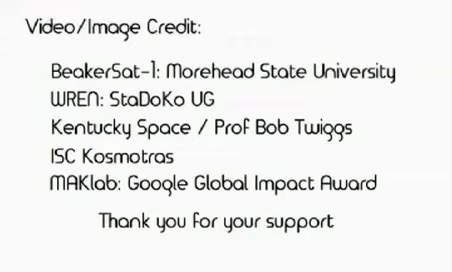 Video/Image Credit:
BeakerSat-1: Morehead State University
WREN: StaDoKo UG
Kentucky Space / Prof Bob Twiggs
ISC Kosmotras
MAKlab: Google Global Impact Award
Thank you for your support